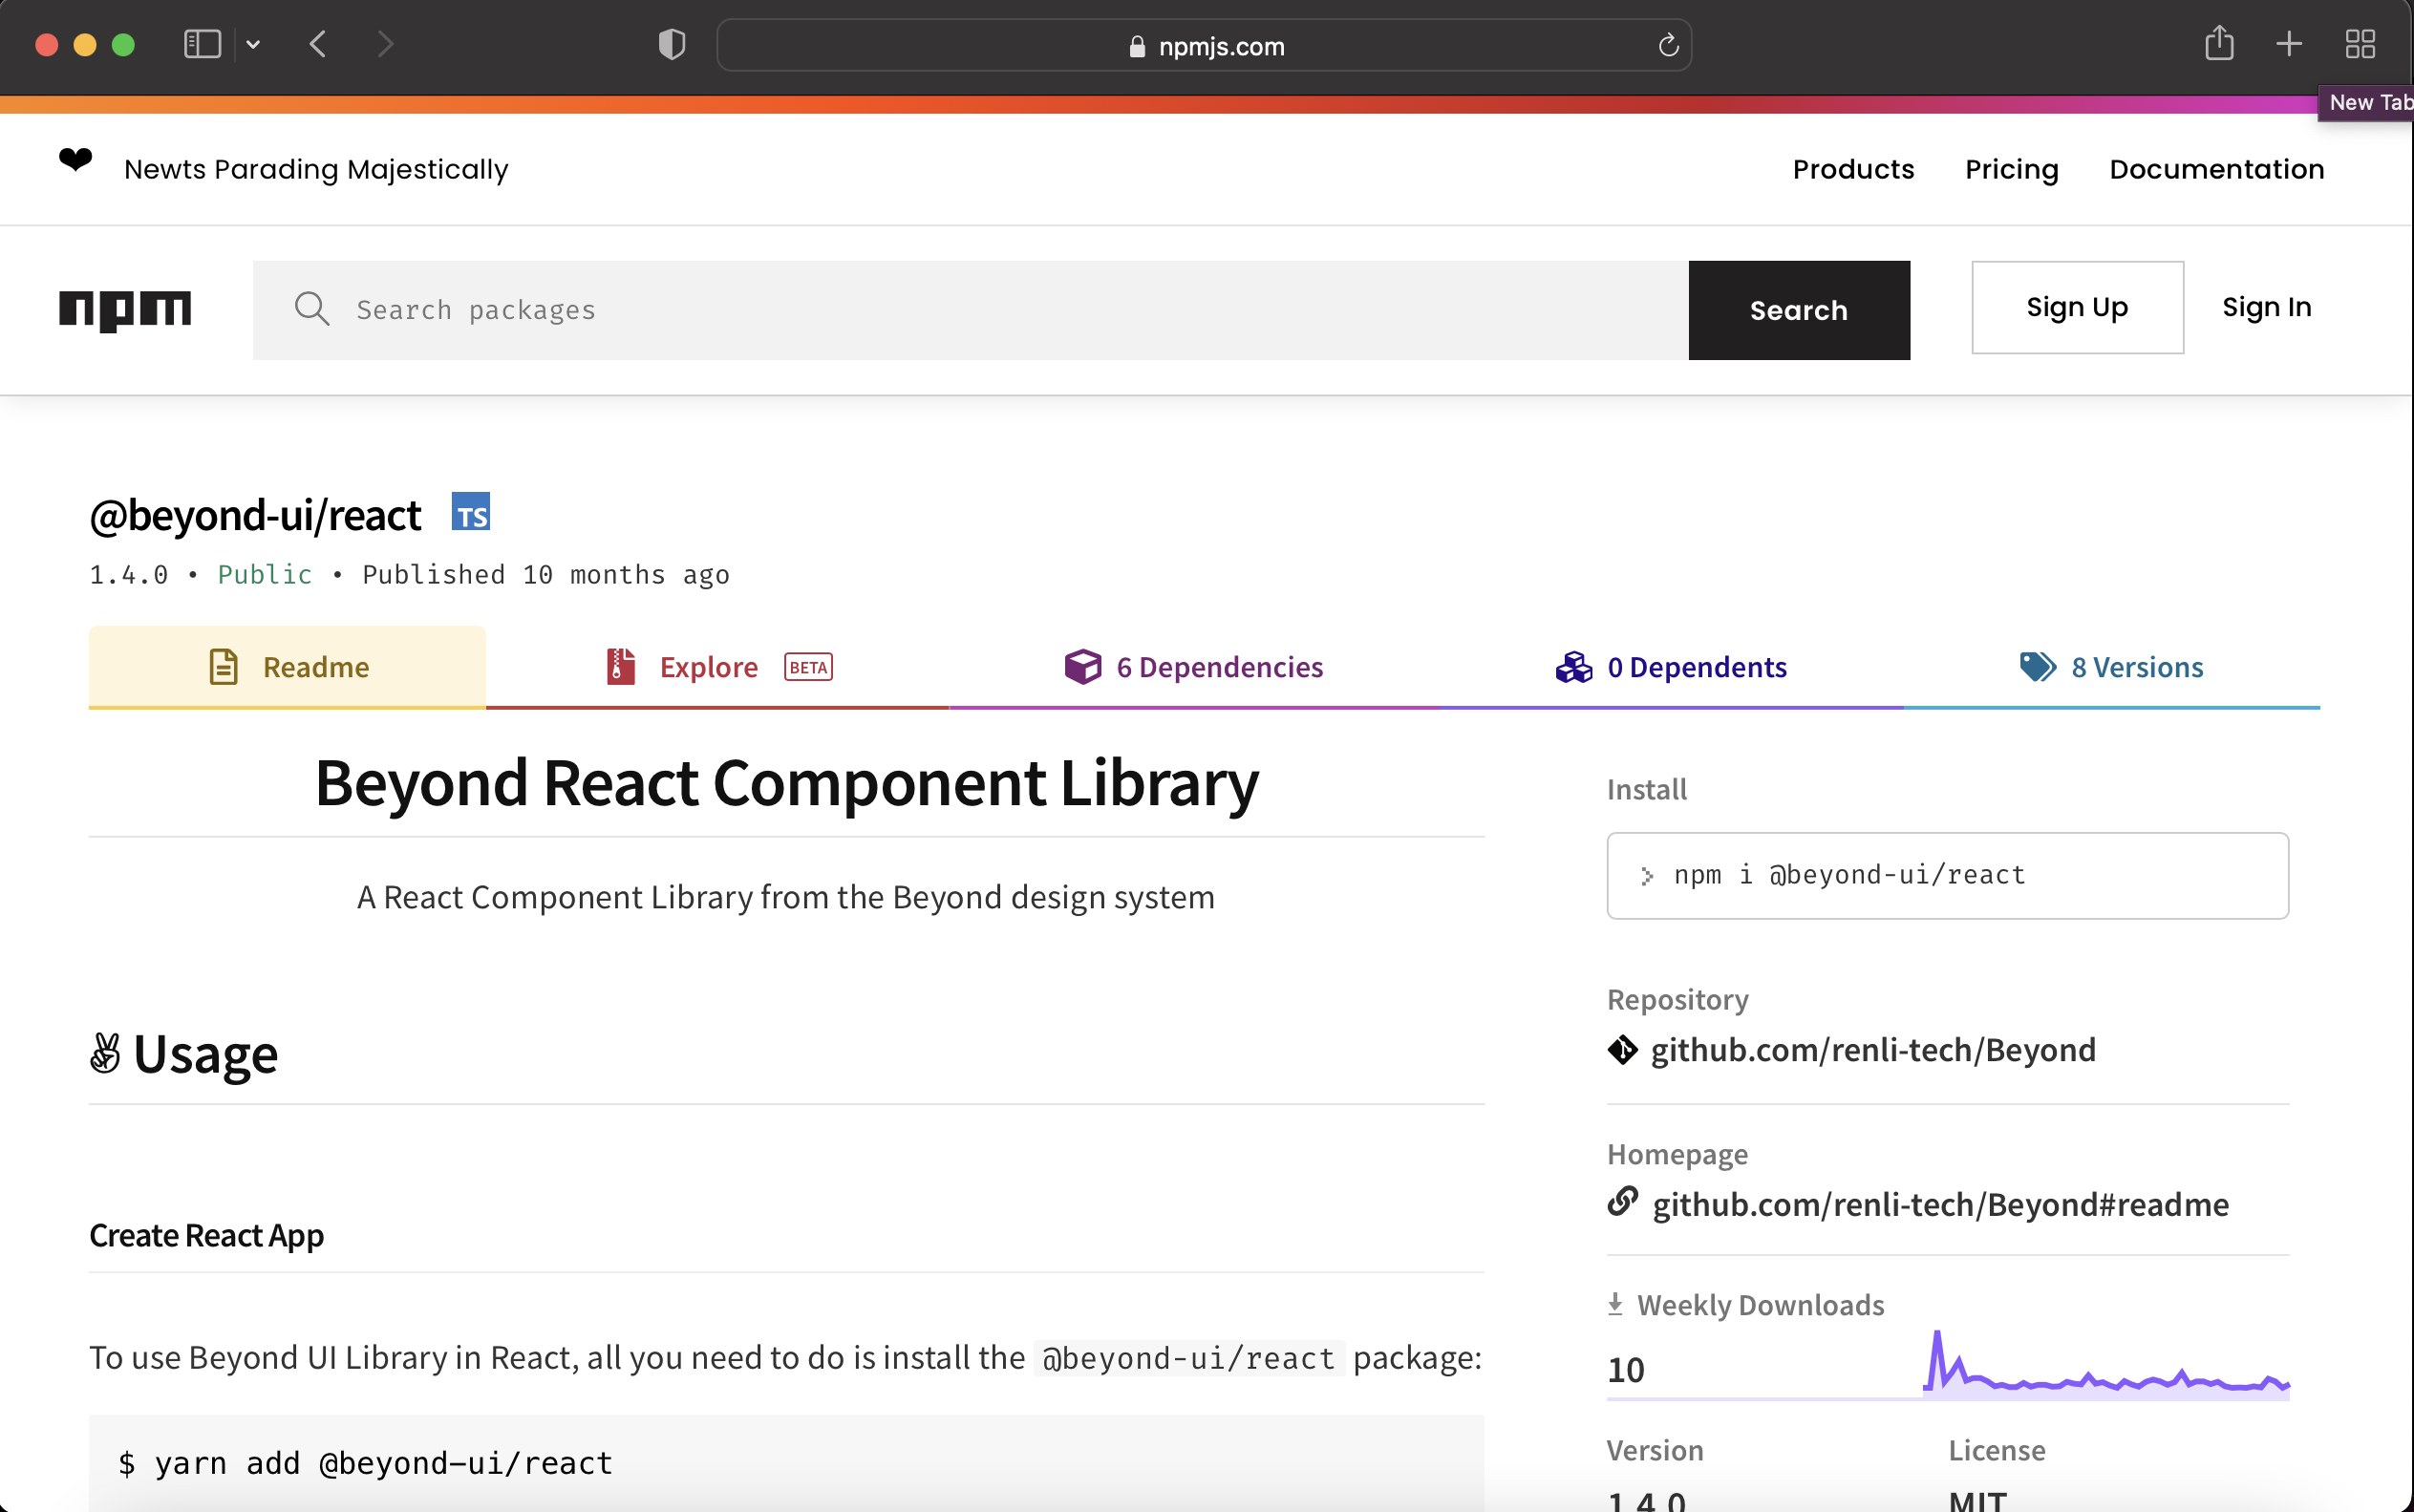 npmjs.com
New Tab
Newts Parading Majestically
Products Pricing Documentation
npm
Search packages
Search
Sign Up
Sign In
@beyond-ui/react TS
1.4.0 • Public • Published 10 months ago
Readme
Explore BETA
6 Dependencies
0 Dependents
8 Versions
Beyond React Component Library
A React Component Library from the Beyond design system
✌ Usage
Create React App
To use Beyond UI Library in React, all you need to do is install the @beyond-ui/react package:
$ yarn add @beyond-ui/react
Install
npm i @beyond-ui/react
Repository
github.com/renli-tech/Beyond
Homepage
github.com/renli-tech/Beyond#readme
Weekly Downloads
10
Version
1.4.0
License
MIT